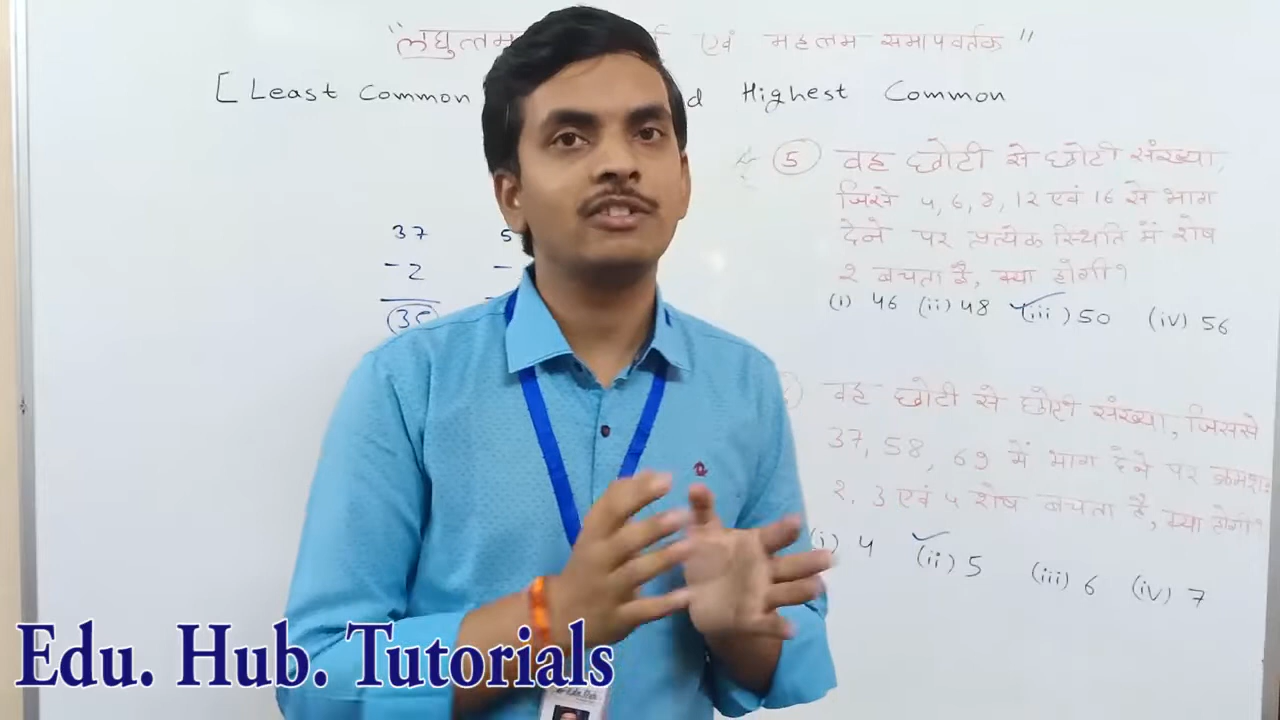 "लघुत्तम एवं महत्तम समापवर्तक"
[Least Common Highest Common
37
-2
5
-
5 वह छोटी से छोटी संख्या,
जिसे 4, 6, 8, 12 एवं 16 से भाग
देने पर प्रत्येक स्थिति में शेष
2 बचता है, क्या होगी?
(i) 46 (ii) 48 (iii) 50 (iv) 56
वह छोटी से छोटी संख्या, जिससे
37, 58, 69 में भाग देने पर क्रमशः
2, 3 एवं 4 शेष बचता है, क्या होगी?
(i) 4 (ii) 5 (iii) 6 (iv) 7
Edu. Hub. Tutorials